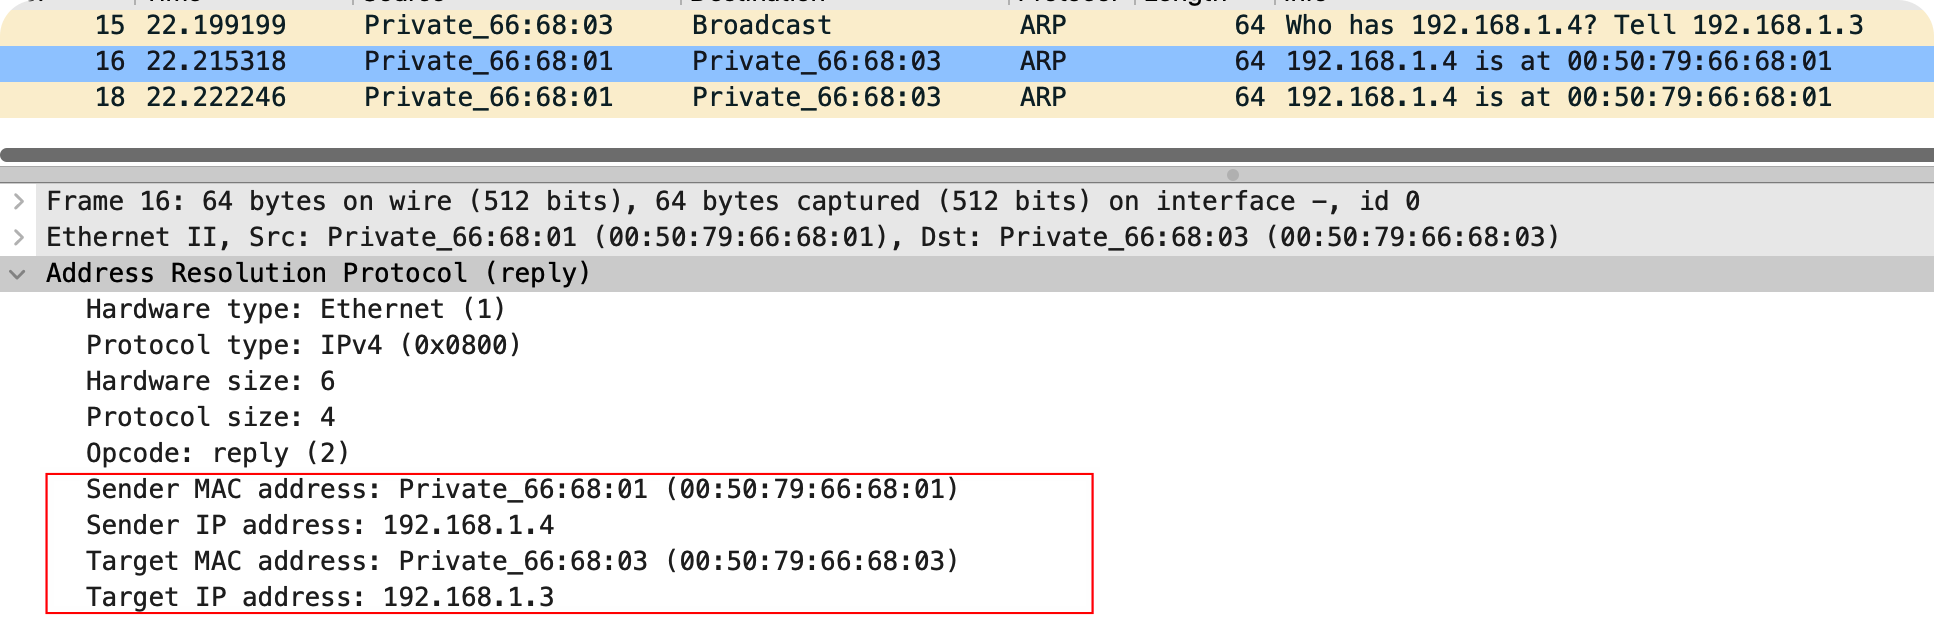 15 22.199199 Private_66:68:03 Broadcast ARP 64 Who has 192.168.1.4? Tell 192.168.1.3
16 22.215318 Private_66:68:01 Private_66:68:03 ARP 64 192.168.1.4 is at 00:50:79:66:68:01
18 22.222246 Private_66:68:01 Private_66:68:03 ARP 64 192.168.1.4 is at 00:50:79:66:68:01
Frame 16: 64 bytes on wire (512 bits), 64 bytes captured (512 bits) on interface -, id 0
Ethernet II, Src: Private_66:68:01 (00:50:79:66:68:01), Dst: Private_66:68:03 (00:50:79:66:68:03)
Address Resolution Protocol (reply)
Hardware type: Ethernet (1)
Protocol type: IPv4 (0x0800)
Hardware size: 6
Protocol size: 4
Opcode: reply (2)
Sender MAC address: Private_66:68:01 (00:50:79:66:68:01)
Sender IP address: 192.168.1.4
Target MAC address: Private_66:68:03 (00:50:79:66:68:03)
Target IP address: 192.168.1.3